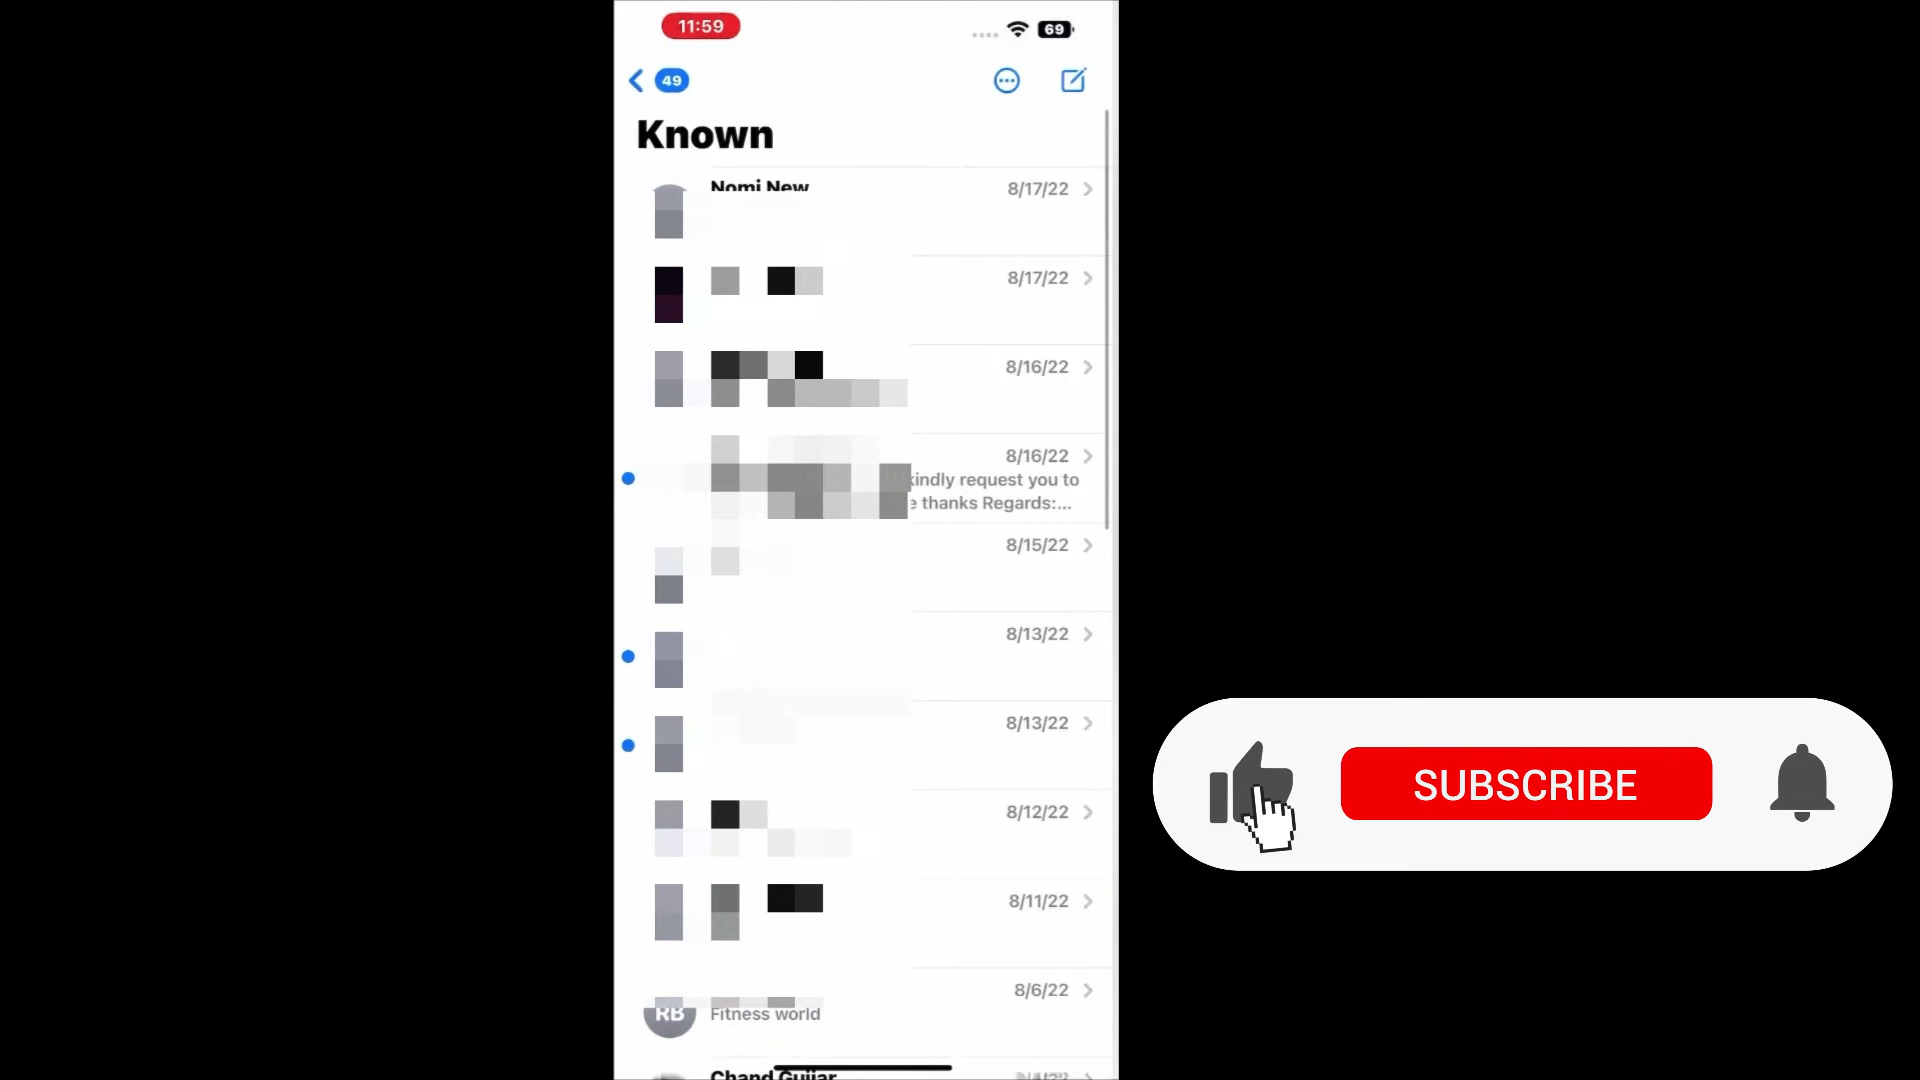 11:59
69
49
Known
Nomi New
8/17/22
8/17/22
8/16/22
8/16/22
kindly request you to
e thanks Regards:...
8/15/22
8/13/22
8/13/22
8/12/22
8/11/22
8/6/22
RB
Fitness world
Chand Gujjar
SUBSCRIBE